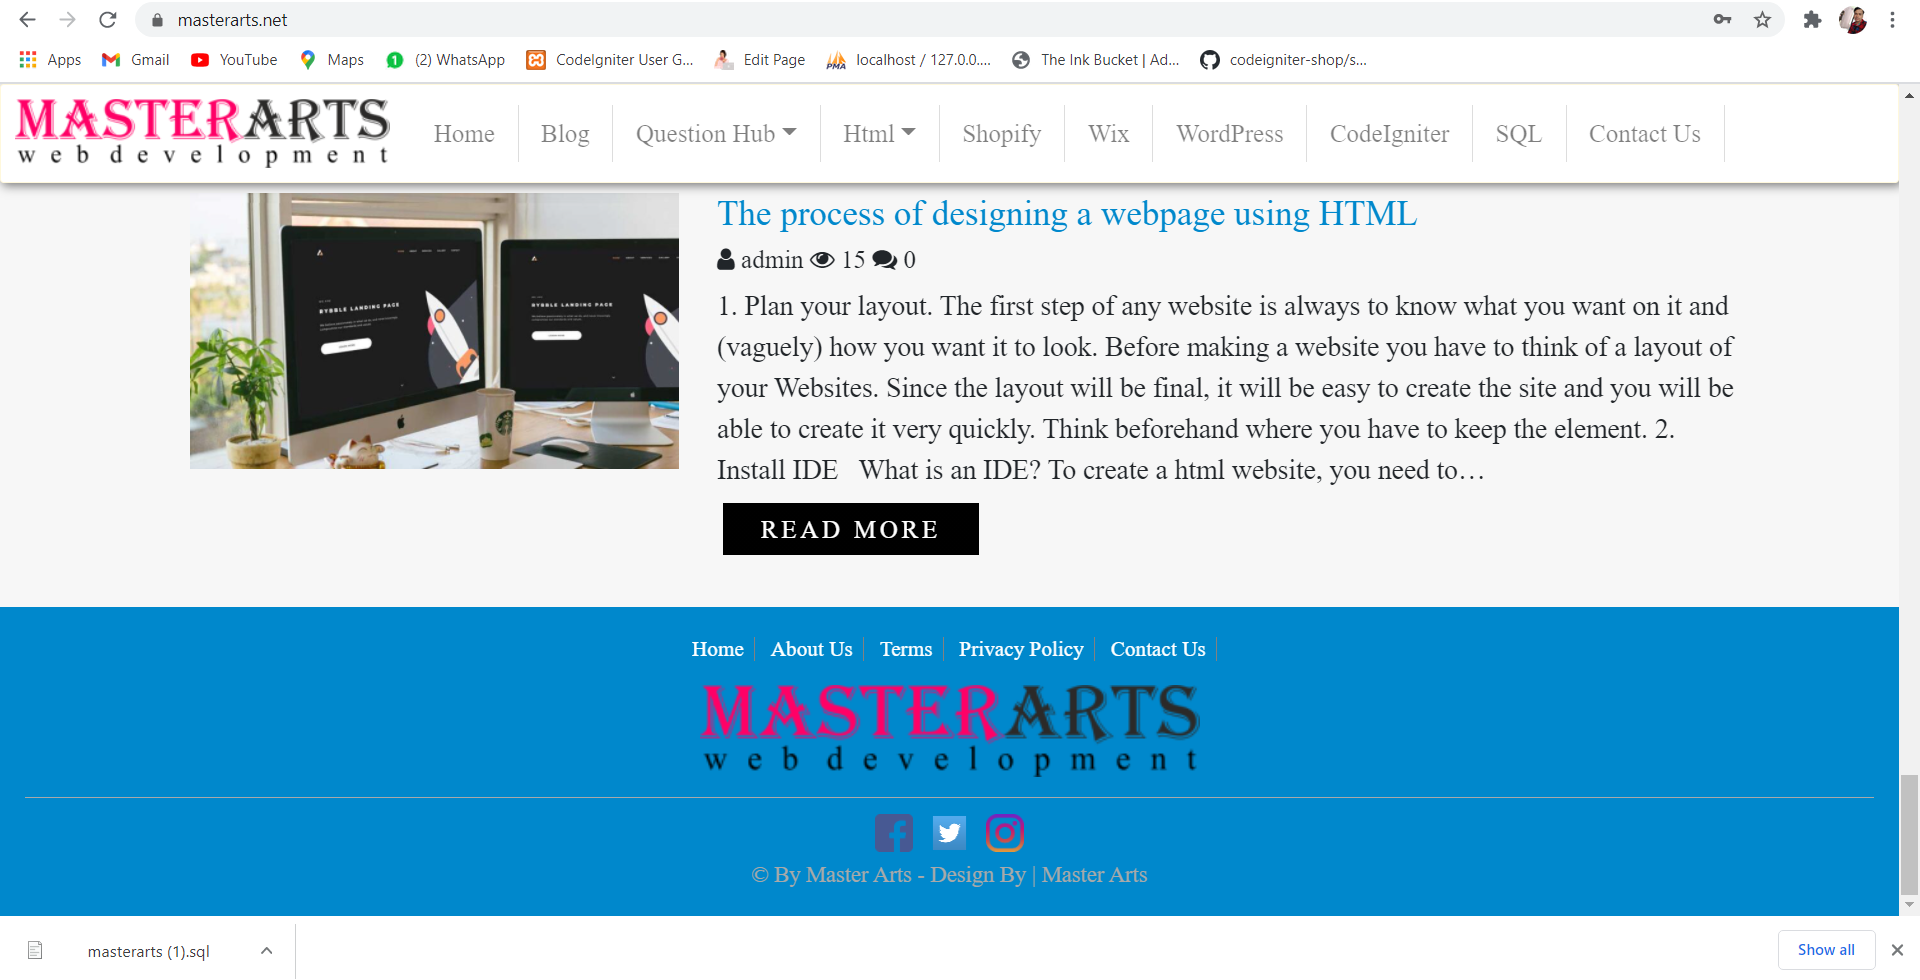 masterarts.net
Apps Gmail YouTube Maps (2) WhatsApp CodeIgniter User G... Edit Page localhost / 127.0.0.... The Ink Bucket | Ad... codeigniter-shop/s...
MASTERARTS
web development
Home Blog Question Hub Html Shopify Wix WordPress CodeIgniter SQL Contact Us
RYBBLE LANDING PAGE RYBBLE LANDING PAGE
The process of designing a webpage using HTML
admin 15 0
1. Plan your layout. The first step of any website is always to know what you want on it and
(vaguely) how you want it to look. Before making a website you have to think of a layout of
your Websites. Since the layout will be final, it will be easy to create the site and you will be
able to create it very quickly. Think beforehand where you have to keep the element. 2.
Install IDE What is an IDE? To create a html website, you need to…
READ MORE
Home About Us Terms Privacy Policy Contact Us
MASTERARTS
web development
© By Master Arts - Design By | Master Arts
masterarts (1).sql Show all